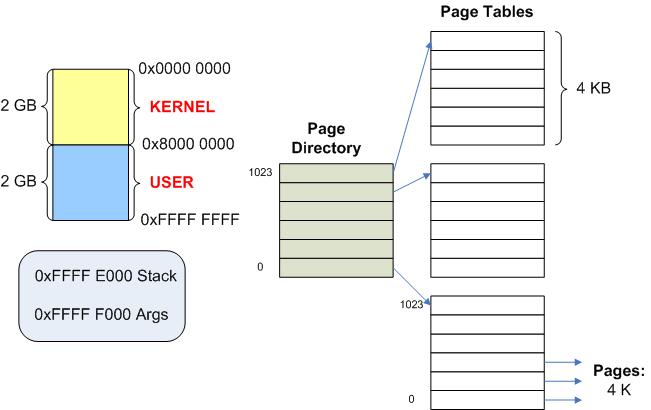 Page Tables
0x0000 0000
2 GB
KERNEL
0x8000 0000
2 GB
USER
0xFFFF FFFF
0xFFFF E000 Stack
0xFFFF F000 Args
Page
Directory
1023
0
4 KB
1023
0
Pages:
4 K